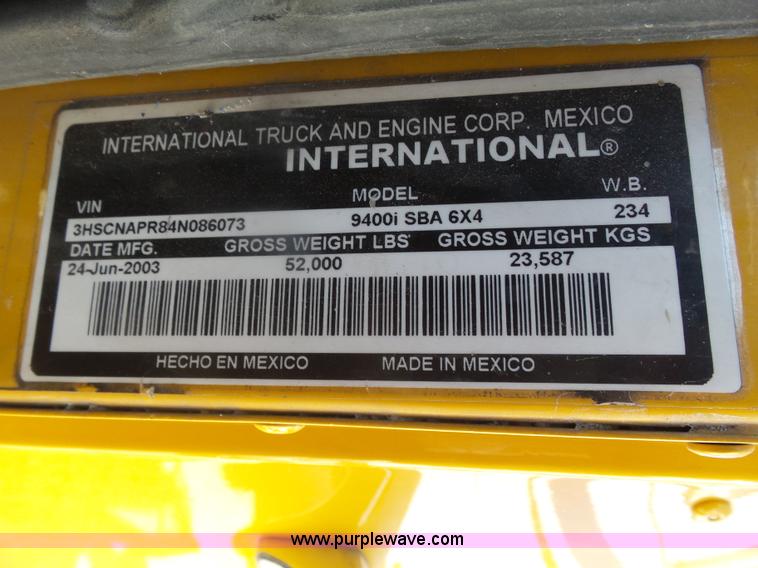 INTERNATIONAL TRUCK AND ENGINE CORP. MEXICO
INTERNATIONAL®
VIN MODEL W.B.
3HSCNAPR84N086073 9400i SBA 6X4 234
DATE MFG. GROSS WEIGHT LBS GROSS WEIGHT KGS
24-Jun-2003 52,000 23,587
HECHO EN MEXICO MADE IN MEXICO
www.purplewave.com